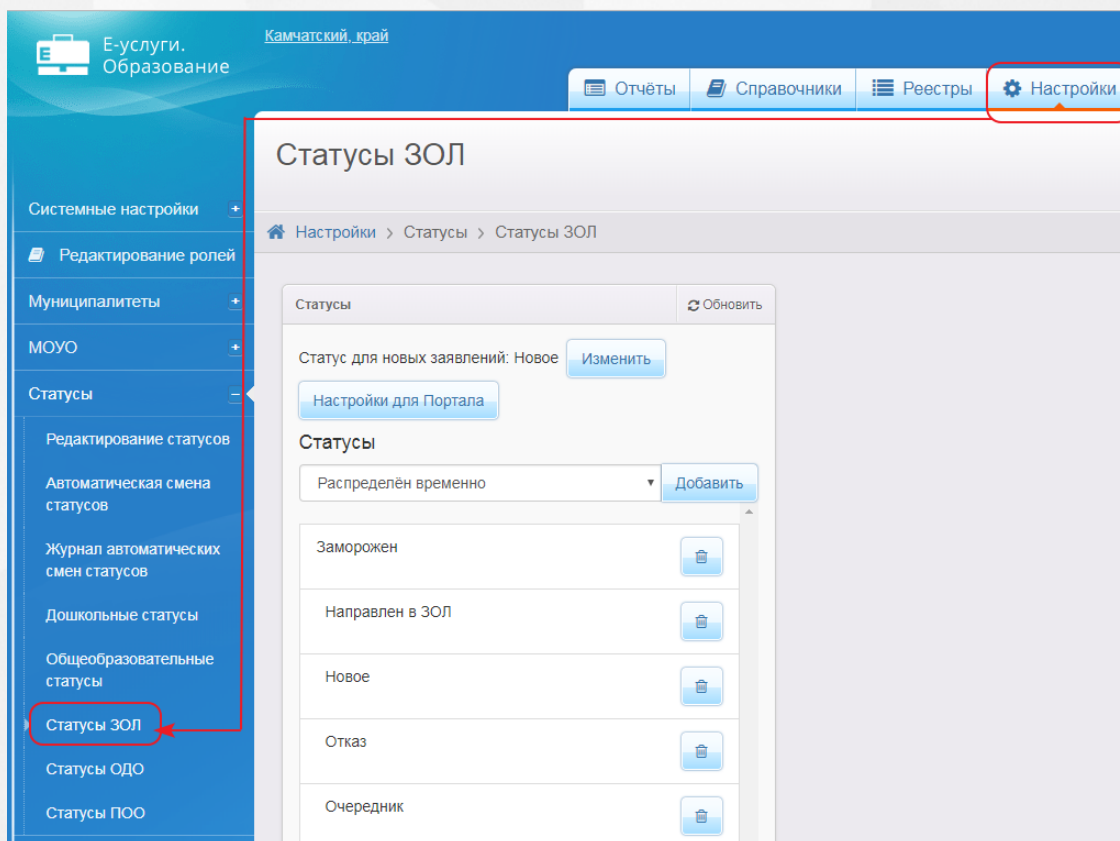 Е-услуги.
Образование
Камчатский, край
Отчёты
Справочники
Реестры
Настройки
Статусы ЗОЛ
Настройки > Статусы > Статусы ЗОЛ
Системные настройки
Редактирование ролей
Муниципалитеты
МОУО
Статусы
Редактирование статусов
Автоматическая смена
статусов
Журнал автоматических
смен статусов
Дошкольные статусы
Общеобразовательные
статусы
Статусы ЗОЛ
Статусы ОДО
Статусы ПОО
Статусы
Обновить
Статус для новых заявлений: Новое
Изменить
Настройки для Портала
Статусы
Распределён временно
Добавить
Заморожен
Направлен в ЗОЛ
Новое
Отказ
Очередник